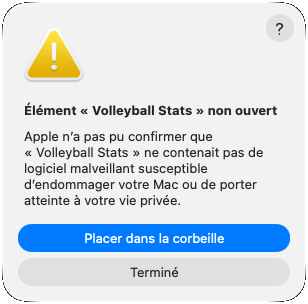 ?
Élément « Volleyball Stats » non ouvert
Apple n’a pas pu confirmer que
« Volleyball Stats » ne contenait pas de
logiciel malveillant susceptible
d’endommager votre Mac ou de porter
atteinte à votre vie privée.
Placer dans la corbeille
Terminé